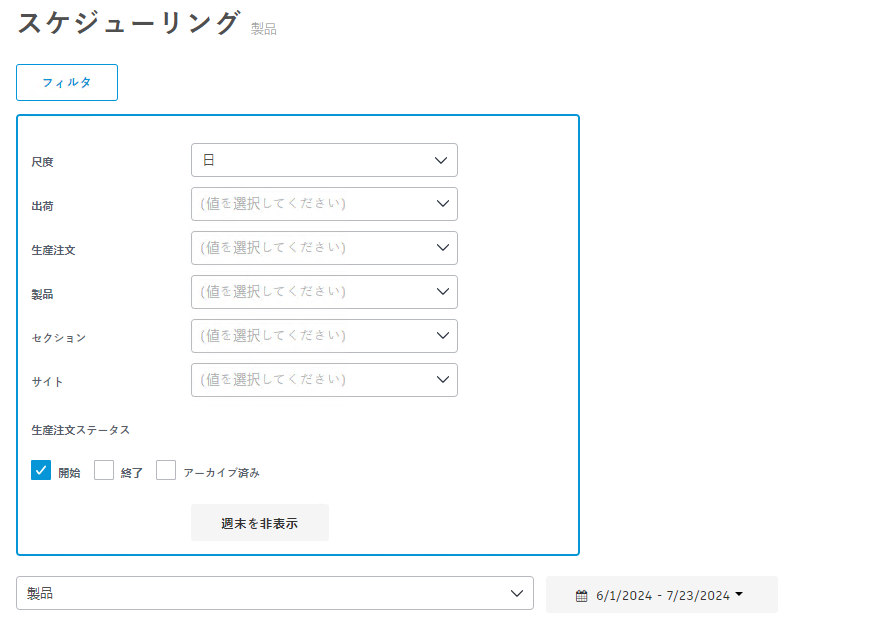 スケジューリング 製品
フィルタ
尺度 日
出荷 (値を選択してください)
生産注文 (値を選択してください)
製品 (値を選択してください)
セクション (値を選択してください)
サイト (値を選択してください)
生産注文ステータス
開始 終了 アーカイブ済み
週末を非表示
製品 6/1/2024 - 7/23/2024